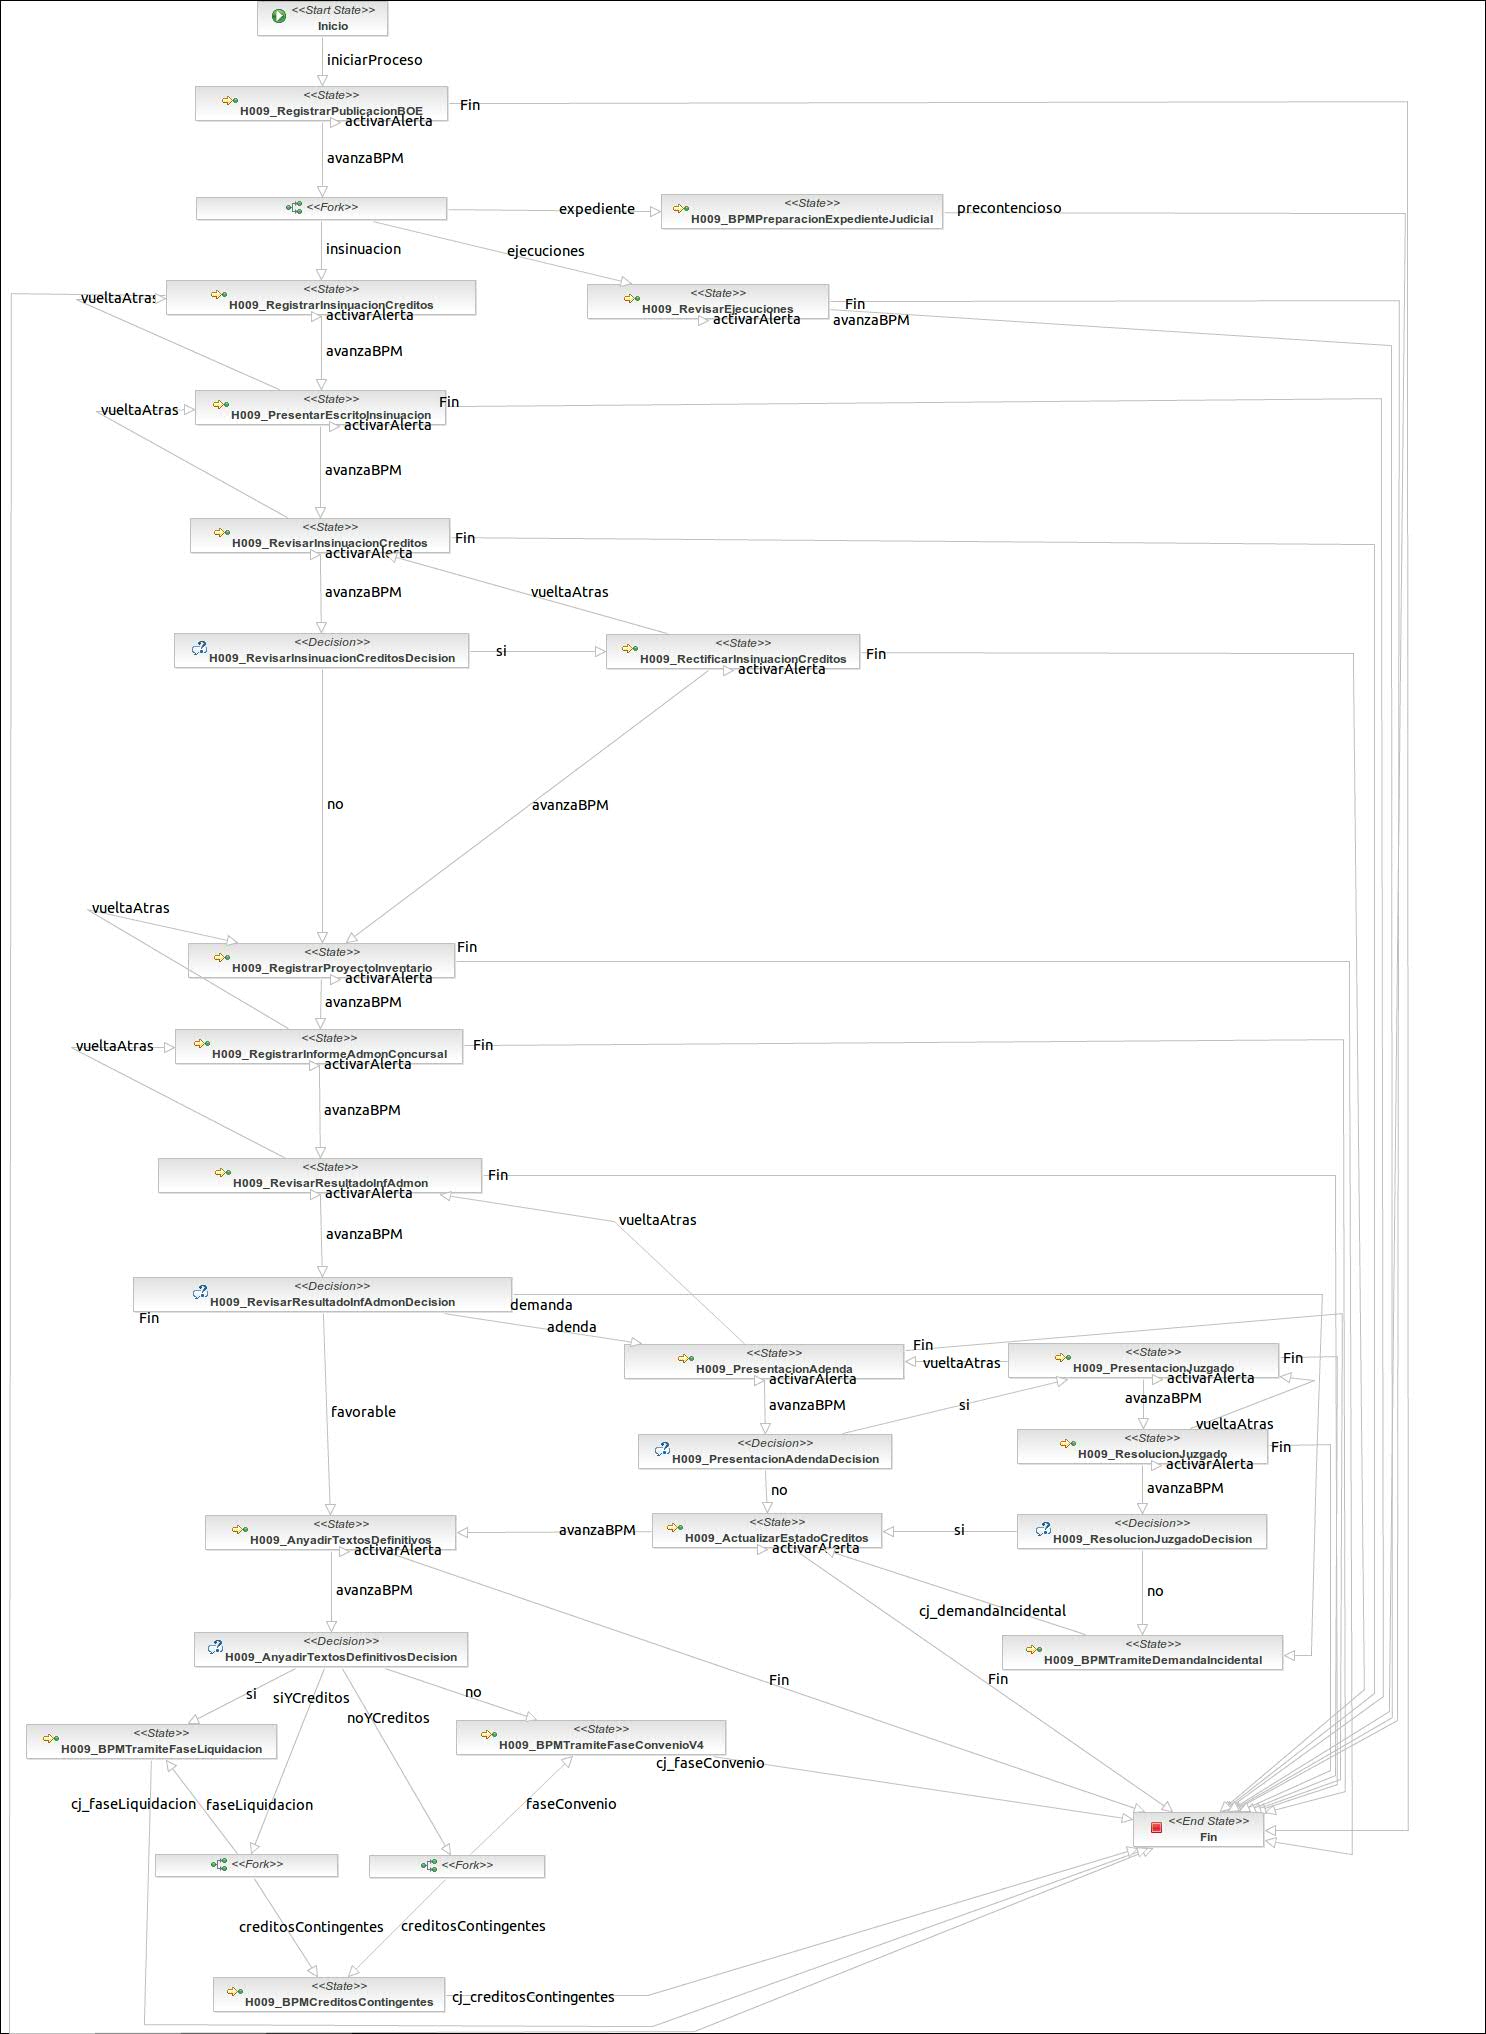 <<Start State>>
Inicio
iniciarProceso
<<State>>
H009_RegistrarPublicacionBOE
Fin
activarAlerta
avanzaBPM
<<Fork>>
expediente
<<State>>
H009_BPMPreparacionExpedienteJudicial
precontencioso
insinuacion
ejecuciones
vueltaAtras
<<State>>
H009_RegistrarInsinuacionCreditos
activarAlerta
<<State>>
H009_RevisarEjecuciones
activarAlerta
Fin
avanzaBPM
avanzaBPM
vueltaAtras
<<State>>
H009_PresentarEscritoInsinuacion
Fin
activarAlerta
avanzaBPM
<<State>>
H009_RevisarInsinuacionCreditos
Fin
activarAlerta
avanzaBPM
vueltaAtras
<<Decision>>
H009_RevisarInsinuacionCreditosDecision
si
<<State>>
H009_RectificarInsinuacionCreditos
Fin
activarAlerta
no
avanzaBPM
vueltaAtras
<<State>>
H009_RegistrarProyectoInventario
Fin
activarAlerta
avanzaBPM
vueltaAtras
<<State>>
H009_RegistrarInformeAdmonConcursal
Fin
activarAlerta
avanzaBPM
<<State>>
H009_RevisarResultadoInfAdmon
Fin
activarAlerta
vueltaAtras
avanzaBPM
<<Decision>>
H009_RevisarResultadoInfAdmonDecision
Fin
demanda
adenda
<<State>>
H009_PresentacionAdenda
Fin
vueltaAtras
activarAlerta
<<State>>
H009_PresentacionJuzgado
Fin
activarAlerta
avanzaBPM
avanzaBPM
favorable
si
vueltaAtras
<<Decision>>
H009_PresentacionAdendaDecision
<<State>>
H009_ResolucionJuzgado
Fin
activarAlerta
no
avanzaBPM
<<State>>
H009_AnyadirTextosDefinitivos
activarAlerta
avanzaBPM
<<State>>
H009_ActualizarEstadoCreditos
activarAlerta
si
<<Decision>>
H009_ResolucionJuzgadoDecision
avanzaBPM
no
cj_demandaIncidental
<<Decision>>
H009_AnyadirTextosDefinitivosDecision
<<State>>
H009_BPMTramiteDemandaIncidental
Fin
Fin
si
siYCreditos
noYCreditos
no
<<State>>
H009_BPMTramiteFaseLiquidacion
<<State>>
H009_BPMTramiteFaseConvenioV4
cj_faseConvenio
cj_faseLiquidacion
faseLiquidacion
faseConvenio
<<End State>>
Fin
<<Fork>>
<<Fork>>
creditosContingentes
creditosContingentes
<<State>>
H009_BPMCreditosContingentes
cj_creditosContingentes